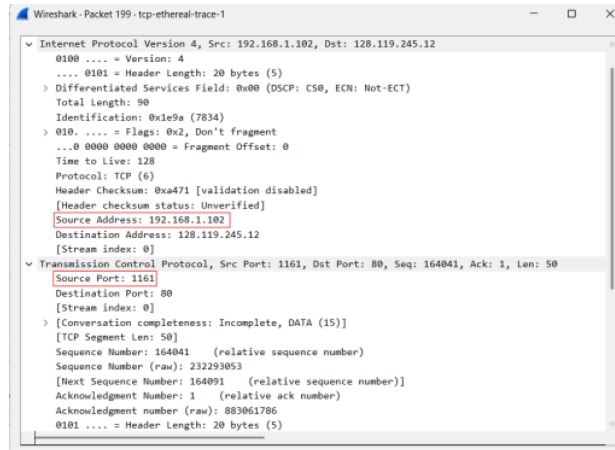 Wireshark · Packet 199 · tcp-ethereal-trace-1
Internet Protocol Version 4, Src: 192.168.1.102, Dst: 128.119.245.12
0100 .... = Version: 4
.... 0101 = Header Length: 20 bytes (5)
Differentiated Services Field: 0x00 (DSCP: CS0, ECN: Not-ECT)
Total Length: 90
Identification: 0x1e9a (7834)
010. .... = Flags: 0x2, Don't fragment
...0 0000 0000 0000 = Fragment Offset: 0
Time to Live: 128
Protocol: TCP (6)
Header Checksum: 0xa471 [validation disabled]
[Header checksum status: Unverified]
Source Address: 192.168.1.102
Destination Address: 128.119.245.12
[Stream index: 0]
Transmission Control Protocol, Src Port: 1161, Dst Port: 80, Seq: 164041, Ack: 1, Len: 50
Source Port: 1161
Destination Port: 80
[Stream index: 0]
[Conversation completeness: Incomplete, DATA (15)]
[TCP Segment Len: 50]
Sequence Number: 164041    (relative sequence number)
Sequence Number (raw): 232293053
[Next Sequence Number: 164091    (relative sequence number)]
Acknowledgment Number: 1    (relative ack number)
Acknowledgment number (raw): 883061786
0101 .... = Header Length: 20 bytes (5)